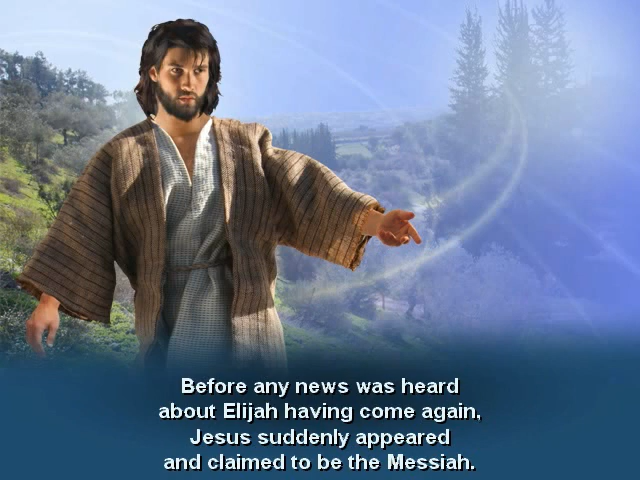 Before any news was heard
about Elijah having come again,
Jesus suddenly appeared
and claimed to be the Messiah.